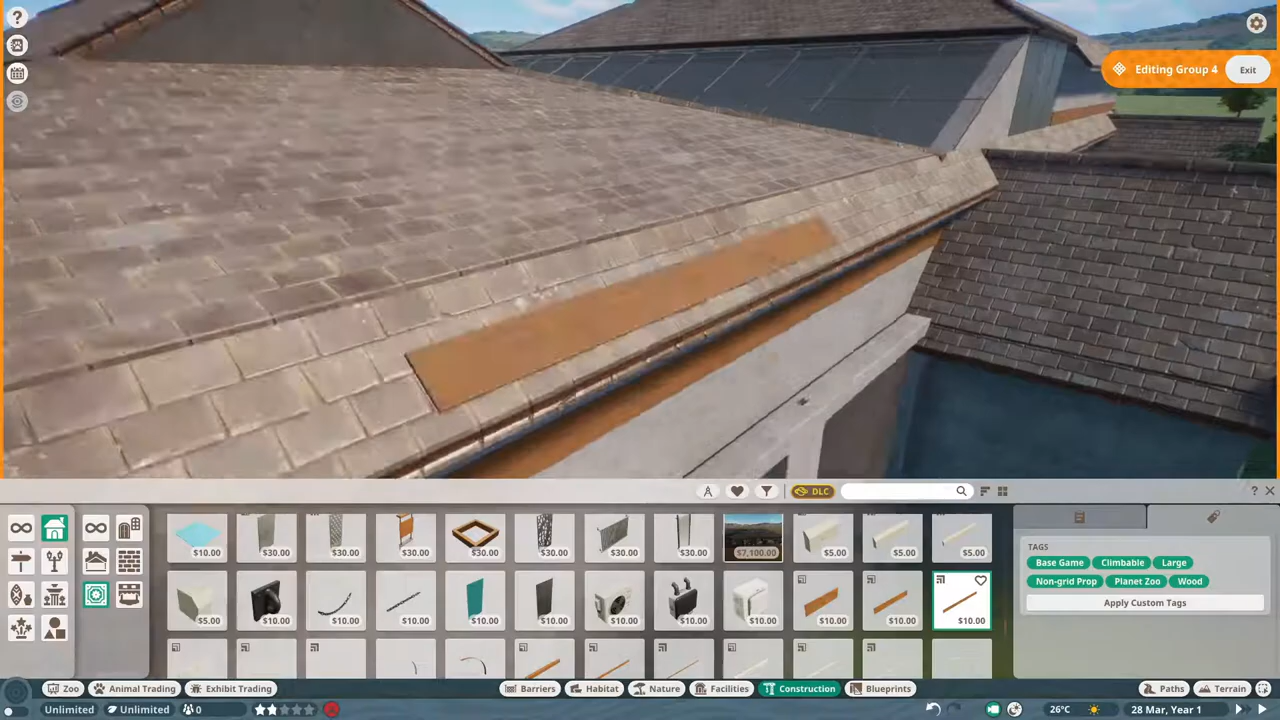 ?
Editing Group 4
Exit
DLC
? ×
$10.00
$30.00
$30.00
$30.00
$30.00
$30.00
$30.00
$30.00
$7,100.00
$5.00
$5.00
$5.00
$5.00
$10.00
$10.00
$10.00
$10.00
$10.00
$10.00
$10.00
$10.00
$10.00
$10.00
$10.00
TAGS
Base Game
Climbable
Large
Non-grid Prop
Planet Zoo
Wood
Apply Custom Tags
Zoo
Animal Trading
Exhibit Trading
Barriers
Habitat
Nature
Facilities
Construction
Blueprints
Paths
Terrain
Unlimited
Unlimited
0
26°C
28 Mar, Year 1